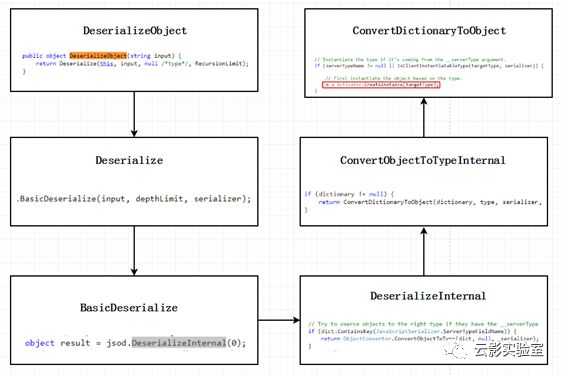 DeserializeObject
public object DeserializeObject(string input) {
return Deserialize(this, input, null /*type*/, RecursionLimit);
}
Deserialize
.BasicDeserialize(input, depthLimit, serializer);
BasicDeserialize
object result = jsod.DeserializeInternal(0);
ConvertDictionaryToObject
// Instantiate the type if it's coming from the __serverType argument.
if (serverTypeName != null || IsClientInstantiatableType(targetType, serializer)) {
// First instantiate the object based on the type.
o = Activator.CreateInstance(targetType);
}
ConvertObjectToTypeInternal
if (dictionary != null) {
return ConvertDictionaryToObject(dictionary, type, serializer,
}
DeserializeInternal
// Try to coerce objects to the right type if they have the __serverType
if (dict.ContainsKey(JavaScriptSerializer.ServerTypeFieldName)) {
return ObjectConverter.ConvertObjectToType(dict, null, _serializer);
}
云影实验室